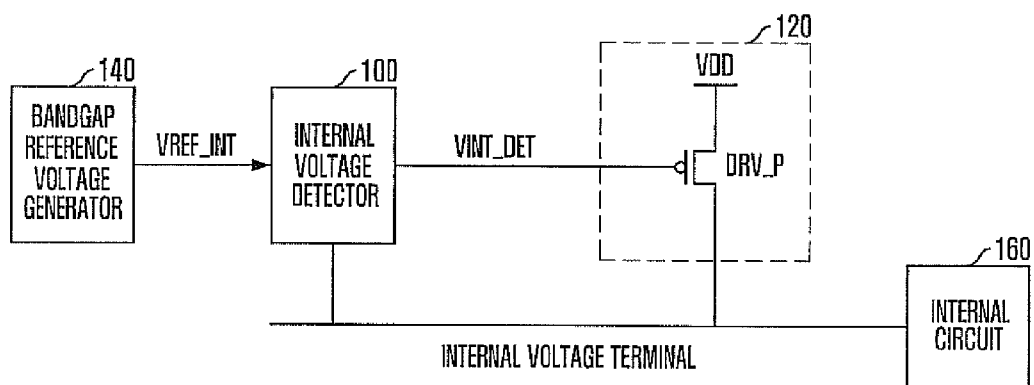 140
BANDGAP
REFERENCE
VOLTAGE
GENERATOR
VREF_INT
100
INTERNAL
VOLTAGE
DETECTOR
VINT_DET
120
VDD
DRV_P
160
INTERNAL
CIRCUIT
INTERNAL VOLTAGE TERMINAL